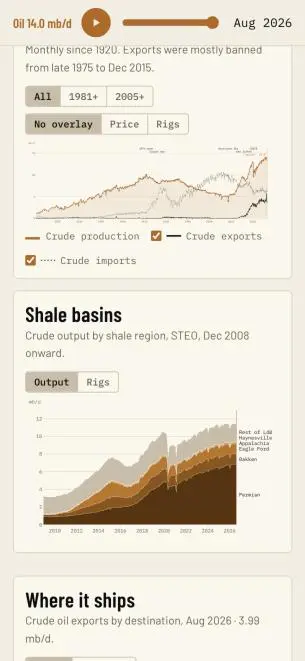 Oil 14.0 mb/d
Aug 2026
Monthly since 1920. Exports were mostly banned
from late 1975 to Dec 2015.
All 1981+ 2005+
No overlay Price Rigs
Crude production Crude exports
Crude imports
Shale basins
Crude output by shale region, STEO, Dec 2008
onward.
Output Rigs
mb/d
12
10
8
6
4
2
0
Rest of L48
Haynesville
Appalachia
Eagle Ford
Bakken
Permian
2010 2012 2014 2016 2018 2020 2022 2024 2026
Where it ships
Crude oil exports by destination, Aug 2026 · 3.99
mb/d.